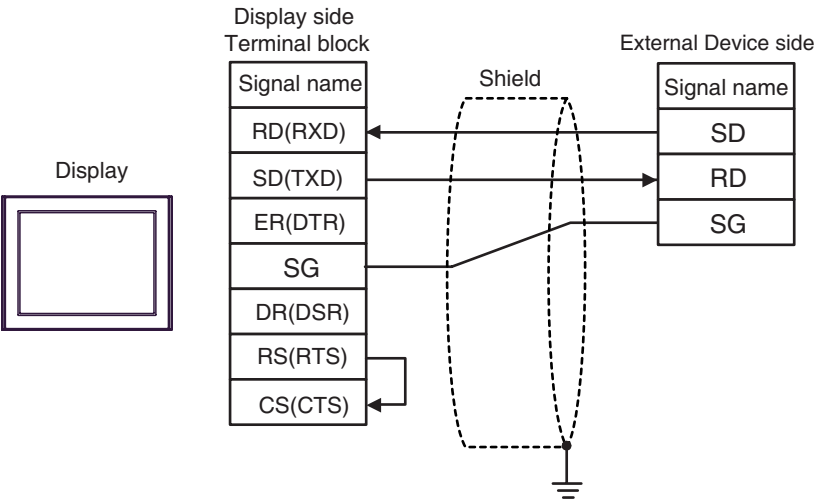 Display side
Terminal block
External Device side
Signal name
Shield
Signal name
RD(RXD)
SD
Display
SD(TXD)
RD
ER(DTR)
SG
SG
DR(DSR)
RS(RTS)
CS(CTS)